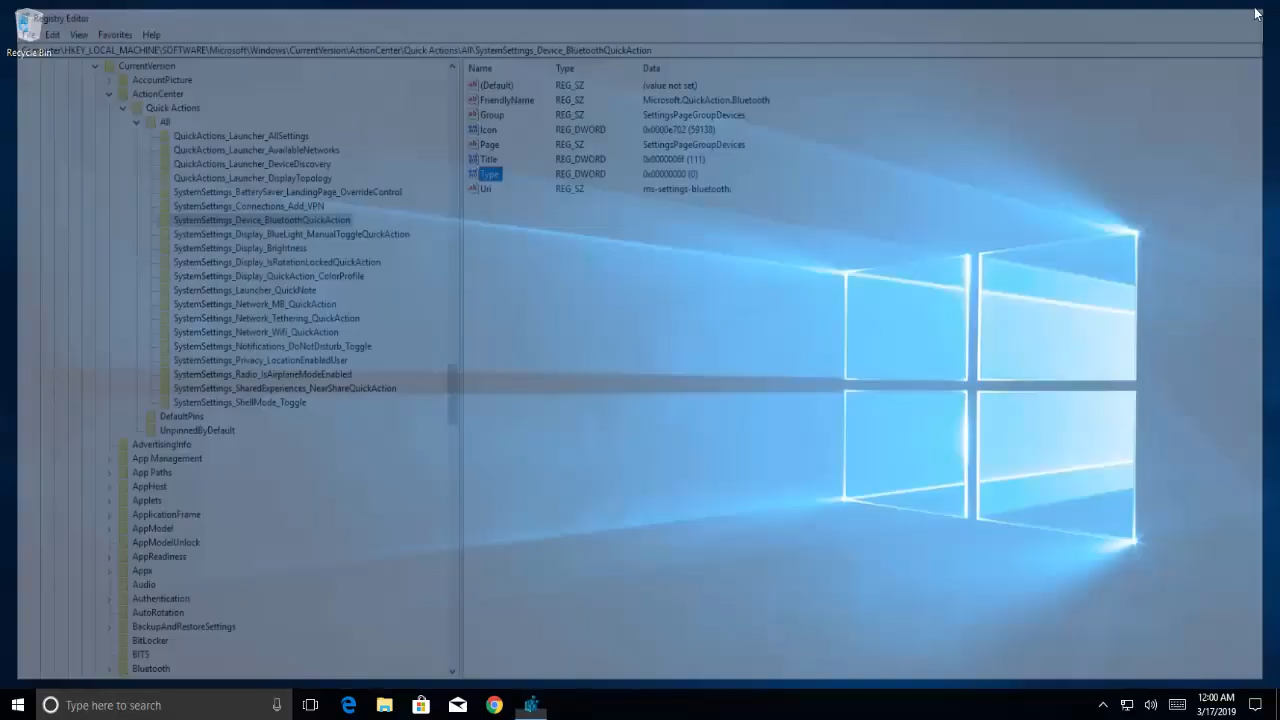 Registry Editor
File Edit View Favorites Help
Recycle Bin
\HKEY_LOCAL_MACHINE\SOFTWARE\Microsoft\Windows\CurrentVersion\ActionCenter\Quick Actions\All\SystemSettings_Device_BluetoothQuickAction
CurrentVersion
AccountPicture
ActionCenter
Quick Actions
All
QuickActions_Launcher_AllSettings
QuickActions_Launcher_AvailableNetworks
QuickActions_Launcher_DeviceDiscovery
QuickActions_Launcher_DisplayTopology
SystemSettings_BatterySaver_LandingPage_OverrideControl
SystemSettings_Connections_Add_VPN
SystemSettings_Device_BluetoothQuickAction
SystemSettings_Display_BlueLight_ManualToggleQuickAction
SystemSettings_Display_Brightness
SystemSettings_Display_IsRotationLockedQuickAction
SystemSettings_Display_QuickAction_ColorProfile
SystemSettings_Launcher_QuickNote
SystemSettings_Network_MB_QuickAction
SystemSettings_Network_Tethering_QuickAction
SystemSettings_Network_Wifi_QuickAction
SystemSettings_Notifications_DoNotDisturb_Toggle
SystemSettings_Privacy_LocationEnabledUser
SystemSettings_Radio_IsAirplaneModeEnabled
SystemSettings_SharedExperiences_NearShareQuickAction
SystemSettings_ShellMode_Toggle
DefaultPins
UnpinnedByDefault
AdvertisingInfo
App Management
App Paths
AppHost
Applets
ApplicationFrame
AppModel
AppModelUnlock
AppReadiness
Appx
Audio
Authentication
AutoRotation
BackupAndRestoreSettings
BitLocker
BITS
Bluetooth
Name Type Data
(Default) REG_SZ (value not set)
FriendlyName REG_SZ Microsoft.QuickAction.Bluetooth
Group REG_SZ SettingsPageGroupDevices
Icon REG_DWORD 0x0000e702 (59138)
Page REG_SZ SettingsPageGroupDevices
Title REG_DWORD 0x0000006f (111)
Type REG_DWORD 0x00000000 (0)
Uri REG_SZ ms-settings-bluetooth:
Type here to search
12:00 AM
3/17/2019